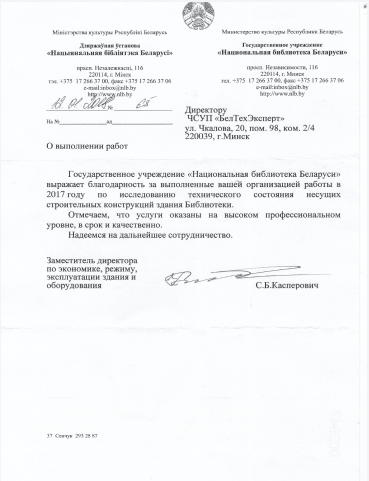 Міністэрства культуры Рэспублікі Беларусь
Дзяржаўная ўстанова
«Нацыянальная бібліятэка Беларусі»
просп. Незалежнасці, 116
220114, г. Мінск
тэл. +375 17 266 37 00, факс +375 17 266 37 06
e-mail:inbox@nlb.by
http://www.nlb.by
Министерство культуры Республики Беларусь
Государственное учреждение
«Национальная библиотека Беларуси»
просп. Независимости, 116
220114, г. Минск
тел. +375 17 266 37 00, факс +375 17 266 37 06
e-mail:inbox@nlb.by
http://www.nlb.by
№
На № ад
Директору
ЧСУП «БелТехЭксперт»
ул. Чкалова, 20, пом. 98, ком. 2/4
220039, г.Минск
О выполнении работ
Государственное учреждение «Национальная библиотека Беларуси»
выражает благодарность за выполненные вашей организацией работы в
2017 году по исследованию технического состояния несущих
строительных конструкций здания Библиотеки.
Отмечаем, что услуги оказаны на высоком профессиональном
уровне, в срок и качественно.
Надеемся на дальнейшее сотрудничество.
Заместитель директора
по экономике, режиму,
эксплуатации здания и
оборудования
С.Б.Касперович
37 Сенчук 293 28 87